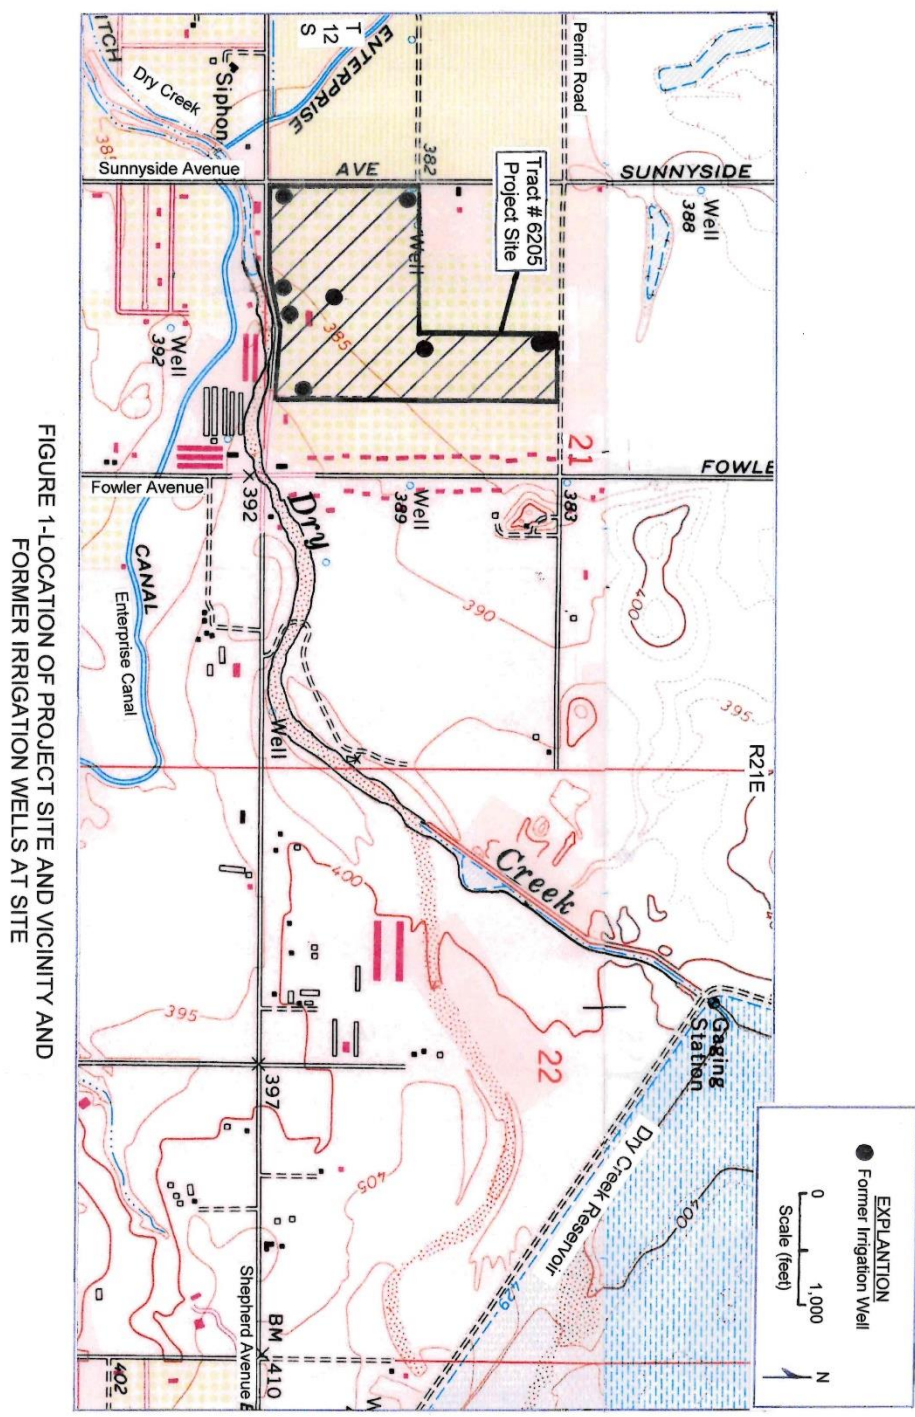 Perrin Road
SUNNYSIDE
Well
388
T
12
S
ENTERPRISE
382
Tract # 6205
Project Site
AVE
Well
ITCH
Dry Creek
Siphon
385
Sunnyside Avenue
385
Well
392
21
FOWLE
Fowler Avenue
392
Dry
Well
389
383
400
390
395
R21E
CANAL
Enterprise Canal
Well
Creek
400
395
397
22
Gaging
Station
Dry Creek Reservoir
400
405
Shepherd Avenue
BM
410
402
W
EXPLANTION
Former Irrigation Well
0
1,000
Scale (feet)
N
FIGURE 1-LOCATION OF PROJECT SITE AND VICINITY AND
FORMER IRRIGATION WELLS AT SITE